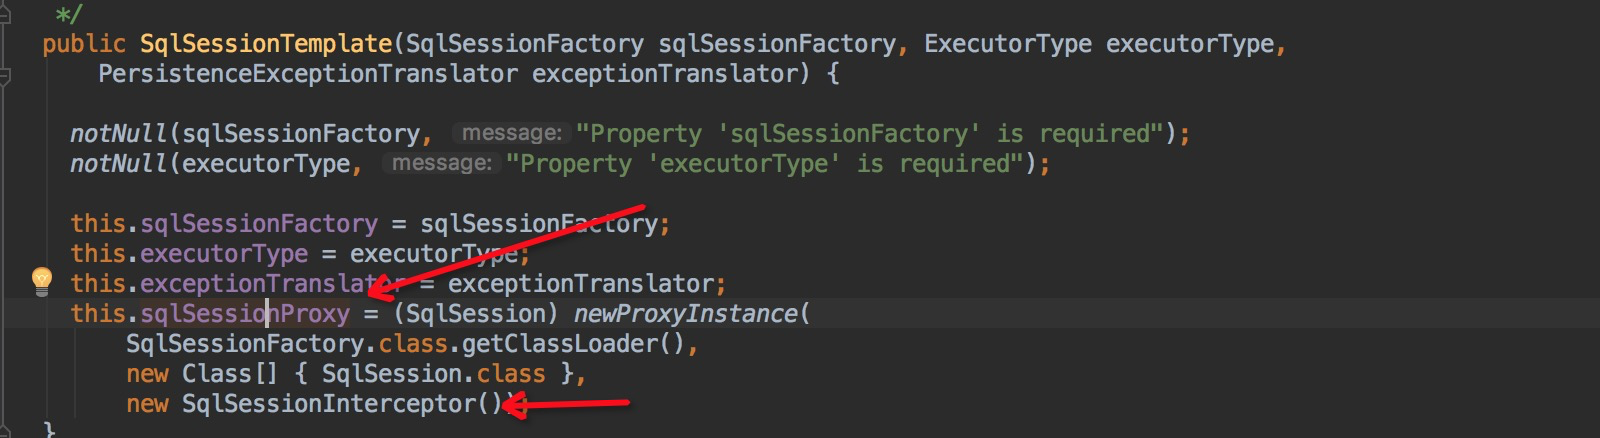 */
public SqlSessionTemplate(SqlSessionFactory sqlSessionFactory, ExecutorType executorType,
PersistenceExceptionTranslator exceptionTranslator) {
notNull(sqlSessionFactory, message: "Property 'sqlSessionFactory' is required");
notNull(executorType, message: "Property 'executorType' is required");
this.sqlSessionFactory = sqlSessionFactory;
this.executorType = executorType;
this.exceptionTranslator = exceptionTranslator;
this.sqlSessionProxy = (SqlSession) newProxyInstance(
SqlSessionFactory.class.getClassLoader(),
new Class[] { SqlSession.class },
new SqlSessionInterceptor());
}